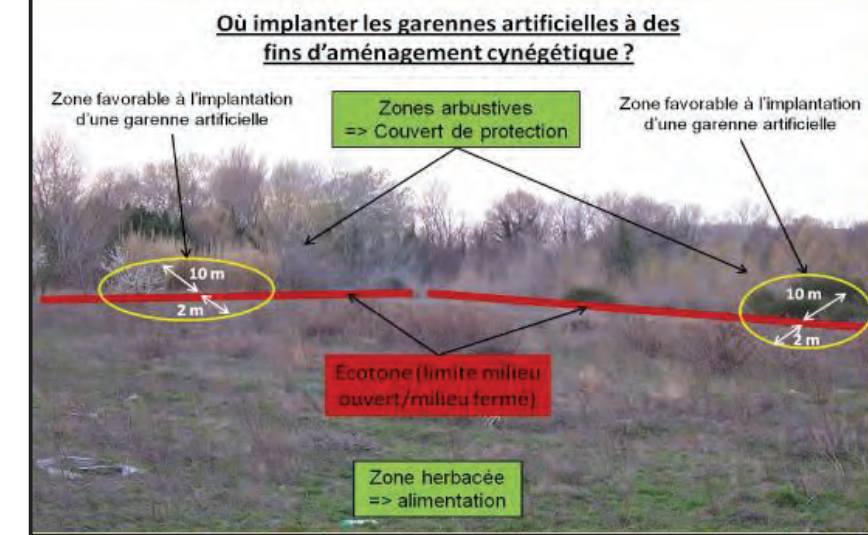 Où implanter les garennes artificielles à des
fins d'aménagement cynégétique ?
Zone favorable à l'implantation
d'une garenne artificielle
Zones arbustives
=> Couvert de protection
Zone favorable à l'implantation
d'une garenne artificielle
10 m
2 m
10 m
2 m
Écotone (limite milieu
ouvert/milieu fermé)
Zone herbacée
=> alimentation